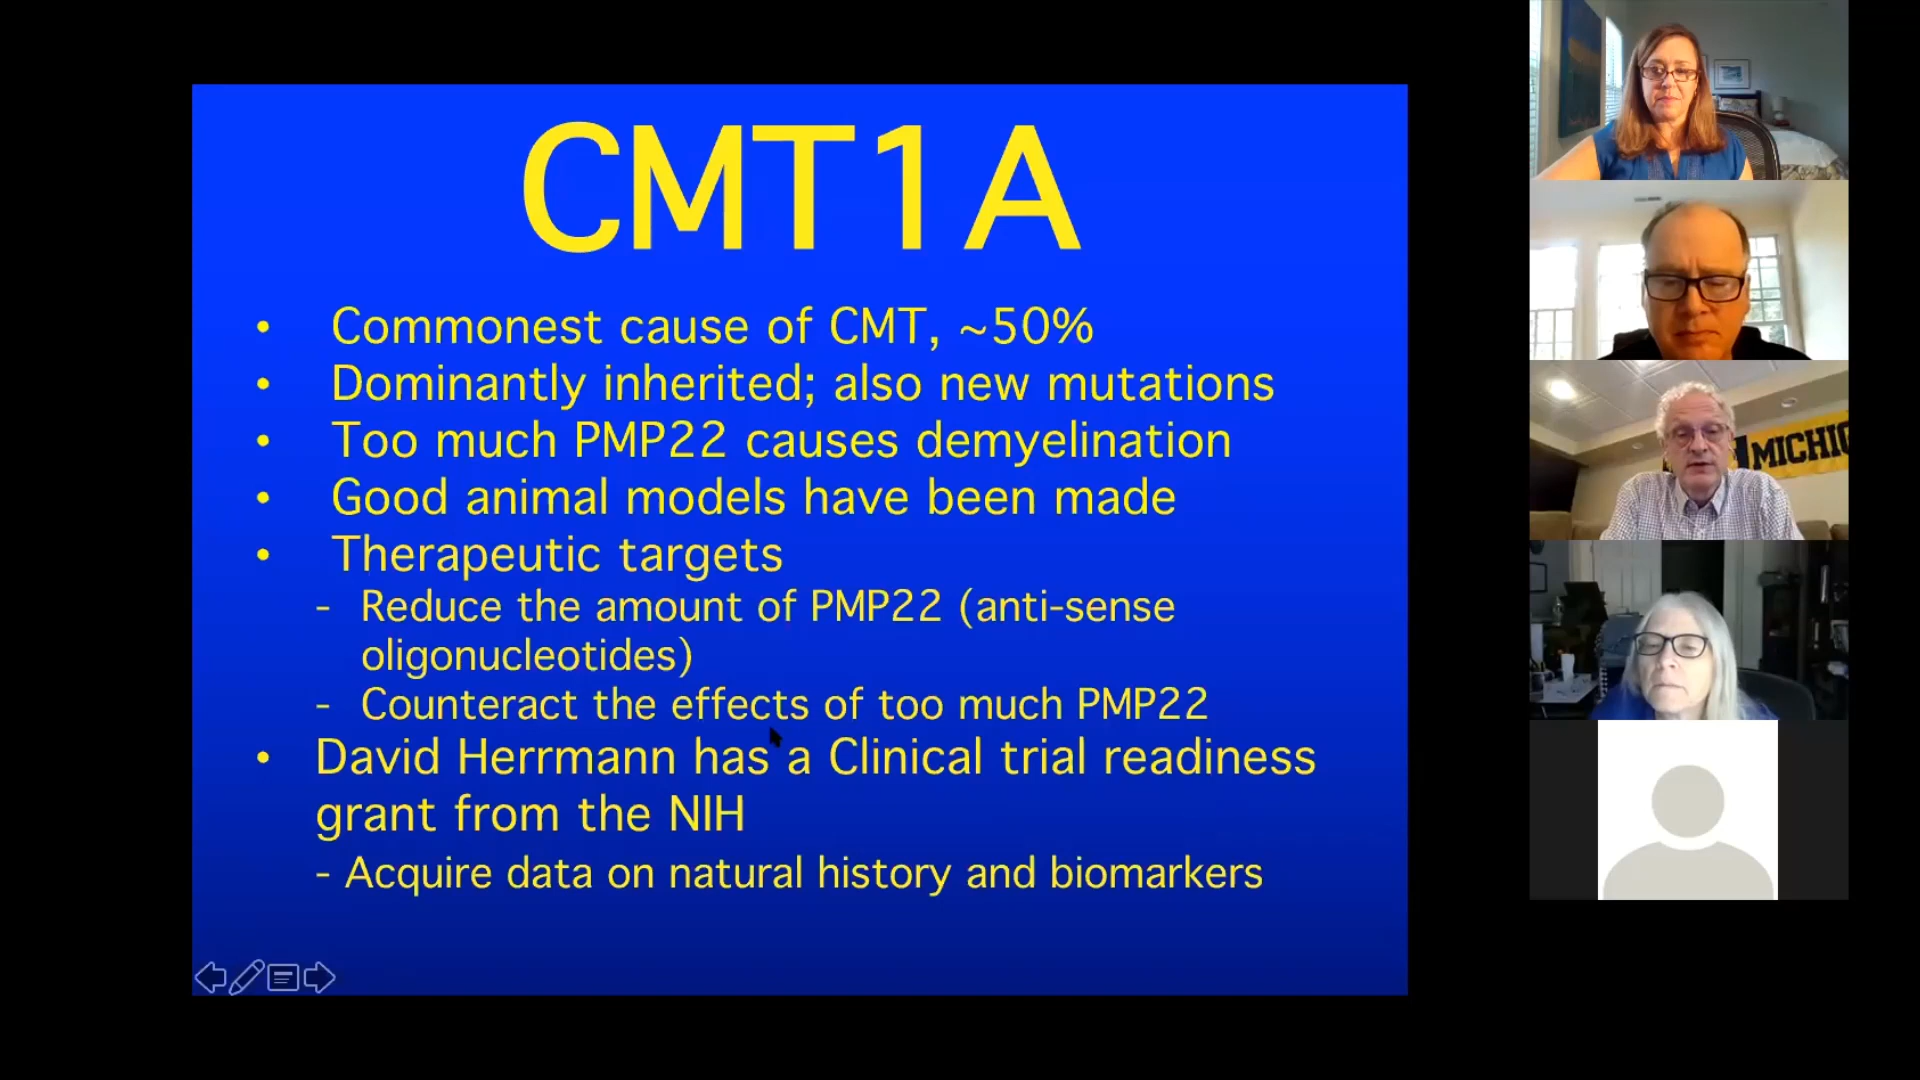 CMT1A
• Commonest cause of CMT, ~50%
• Dominantly inherited; also new mutations
• Too much PMP22 causes demyelination
• Good animal models have been made
• Therapeutic targets
- Reduce the amount of PMP22 (anti-sense
oligonucleotides)
- Counteract the effects of too much PMP22
• David Herrmann has a Clinical trial readiness
grant from the NIH
- Acquire data on natural history and biomarkers